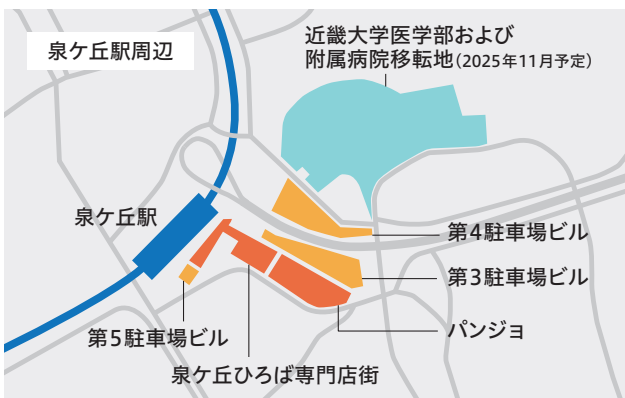 泉ケ丘駅周辺
近畿大学医学部および
附属病院移転地(2025年11月予定)
泉ケ丘駅
第4駐車場ビル
第3駐車場ビル
パンジョ
第5駐車場ビル
泉ケ丘ひろば専門店街